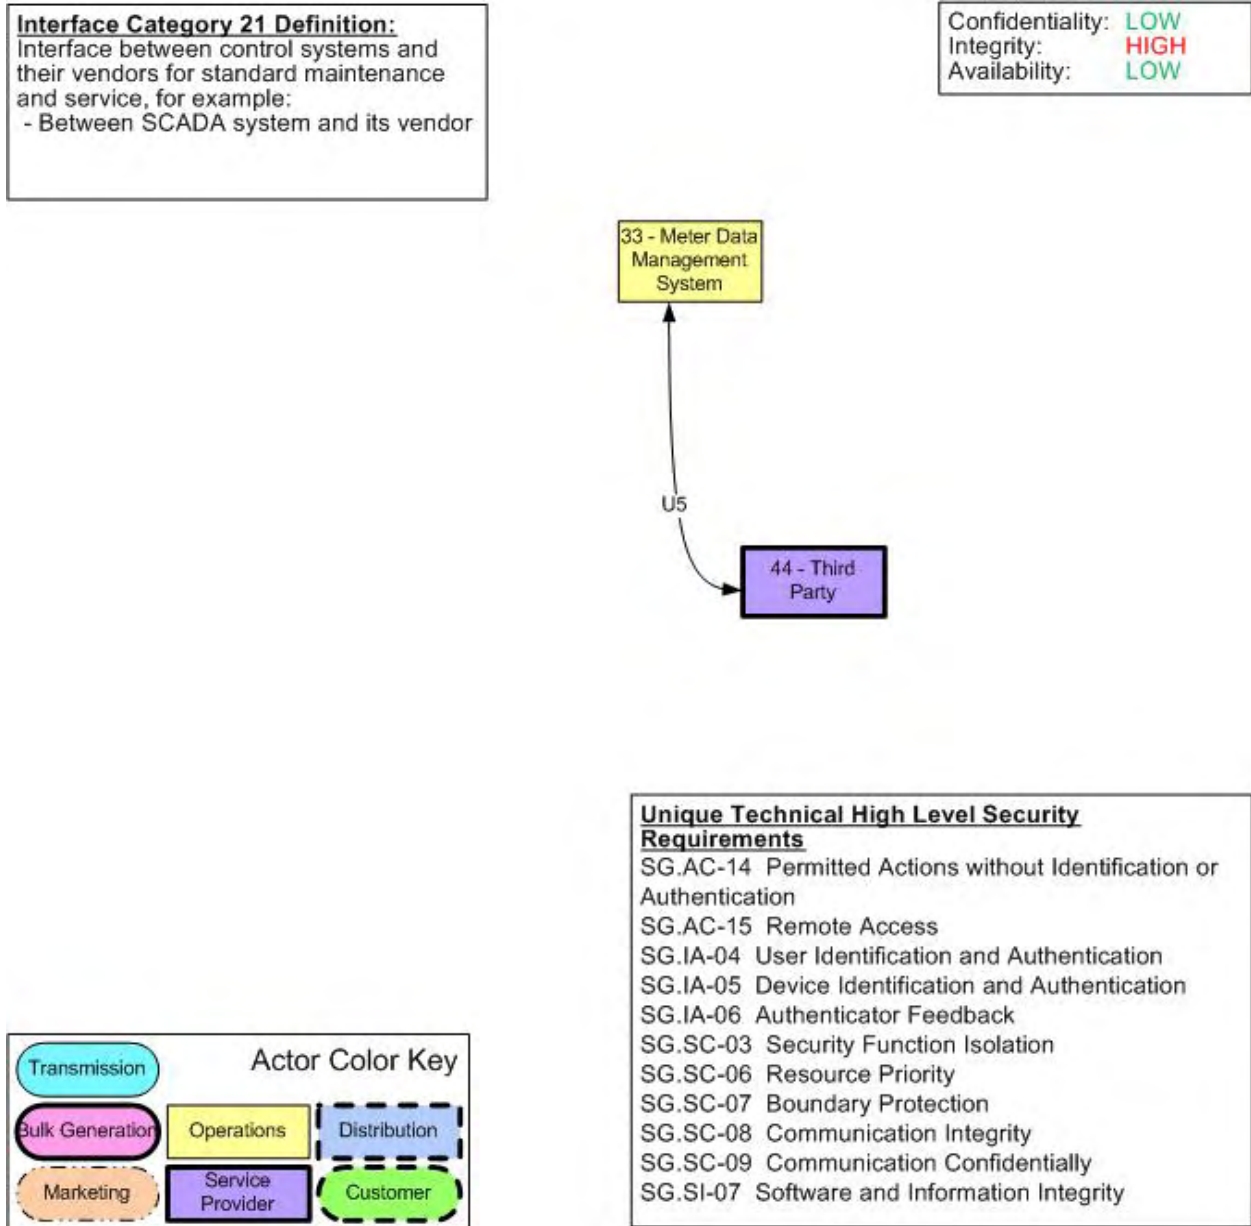 Interface Category 21 Definition:
Interface between control systems and
their vendors for standard maintenance
and service, for example:
- Between SCADA system and its vendor
Confidentiality: LOW
Integrity: HIGH
Availability: LOW
33 - Meter Data
Management
System
U5
44 - Third
Party
Unique Technical High Level Security
Requirements
SG.AC-14 Permitted Actions without Identification or
Authentication
SG.AC-15 Remote Access
SG.IA-04 User Identification and Authentication
SG.IA-05 Device Identification and Authentication
SG.IA-06 Authenticator Feedback
SG.SC-03 Security Function Isolation
SG.SC-06 Resource Priority
SG.SC-07 Boundary Protection
SG.SC-08 Communication Integrity
SG.SC-09 Communication Confidentially
SG.SI-07 Software and Information Integrity
Actor Color Key
Transmission
Bulk Generation
Operations
Distribution
Marketing
Service
Provider
Customer